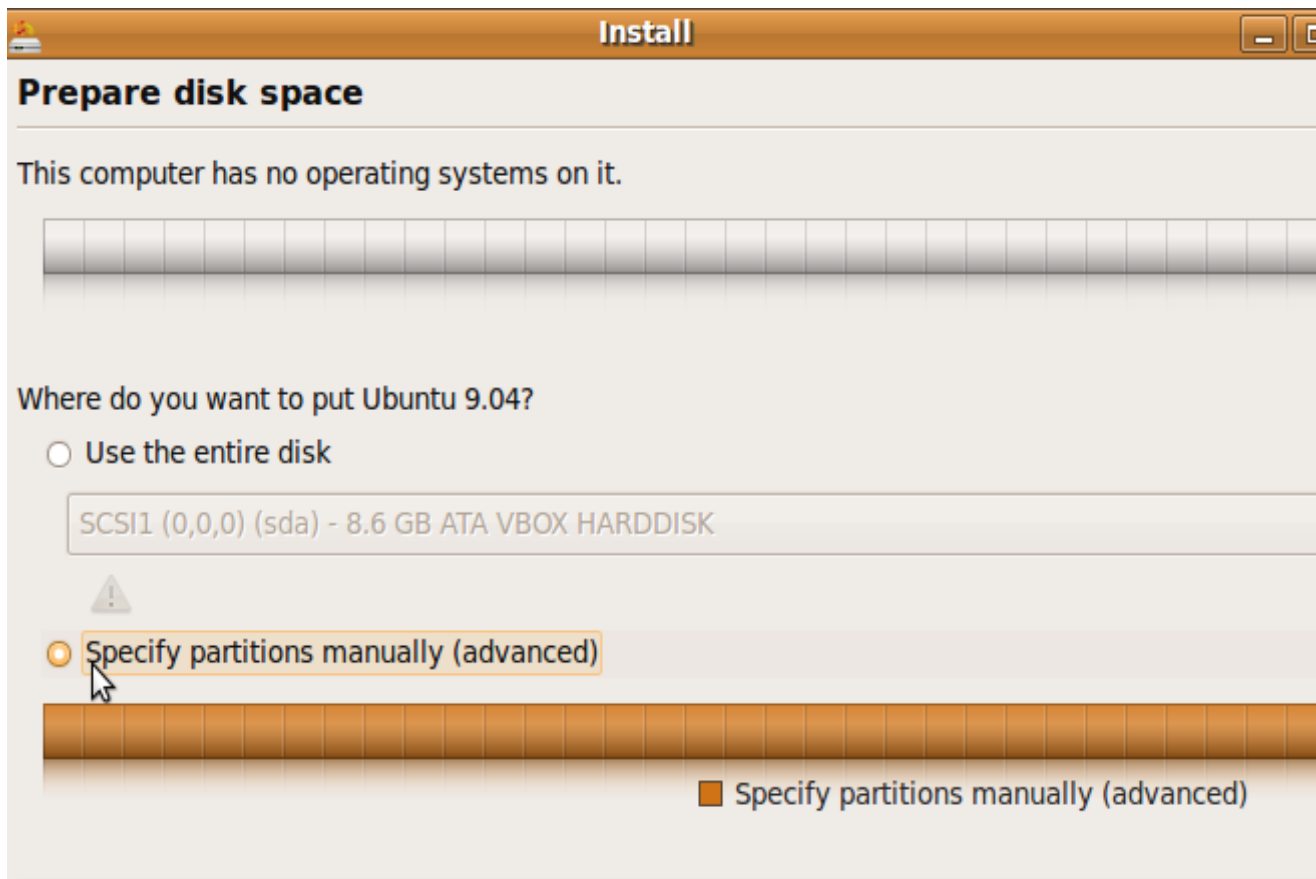 Install
Prepare disk space
This computer has no operating systems on it.
Where do you want to put Ubuntu 9.04?
Use the entire disk
SCSI1 (0,0,0) (sda) - 8.6 GB ATA VBOX HARDDISK
Specify partitions manually (advanced)
Specify partitions manually (advanced)